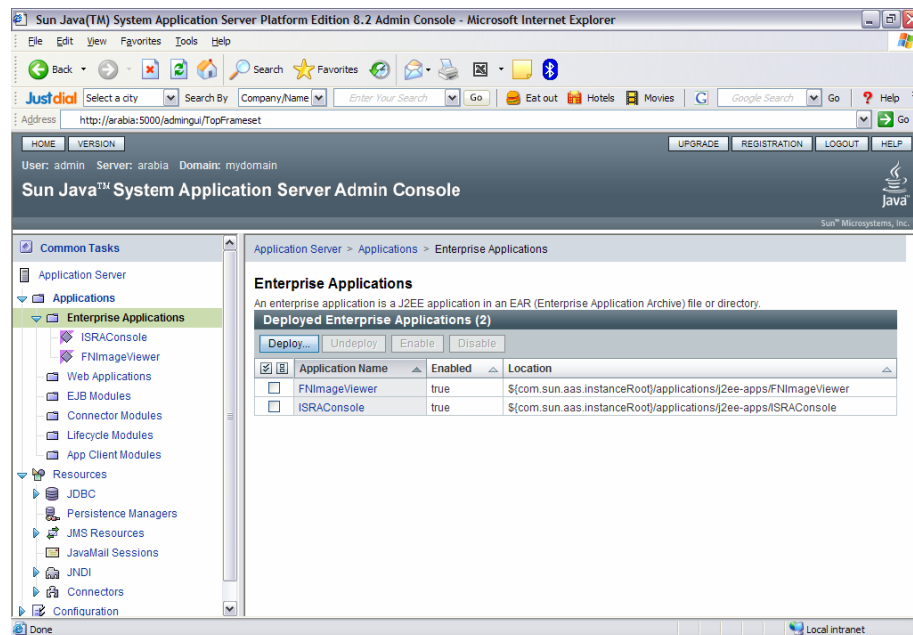 Sun Java(TM) System Application Server Platform Edition 8.2 Admin Console - Microsoft Internet Explorer
File Edit View Favorites Tools Help
Back Search Favorites
Justdial Select a city Search By Company/Name Enter Your Search Go Eat out Hotels Movies G Google Search Go Help
Address http://arabia:5000/admingui/TopFrameset Go
HOME VERSION UPGRADE REGISTRATION LOGOUT HELP
User: admin Server: arabia Domain: mydomain
Sun Java™ System Application Server Admin Console
Java
Sun™ Microsystems, Inc.
Common Tasks
Application Server
Applications
Enterprise Applications
ISRAConsole
FNImageViewer
Web Applications
EJB Modules
Connector Modules
Lifecycle Modules
App Client Modules
Resources
JDBC
Persistence Managers
JMS Resources
JavaMail Sessions
JNDI
Connectors
Configuration
Application Server > Applications > Enterprise Applications
Enterprise Applications
An enterprise application is a J2EE application in an EAR (Enterprise Application Archive) file or directory.
Deployed Enterprise Applications (2)
Deploy... Undeploy Enable Disable
Application Name Enabled Location
FNImageViewer true ${com.sun.aas.instanceRoot}/applications/j2ee-apps/FNImageViewer
ISRAConsole true ${com.sun.aas.instanceRoot}/applications/j2ee-apps/ISRAConsole
Done Local intranet